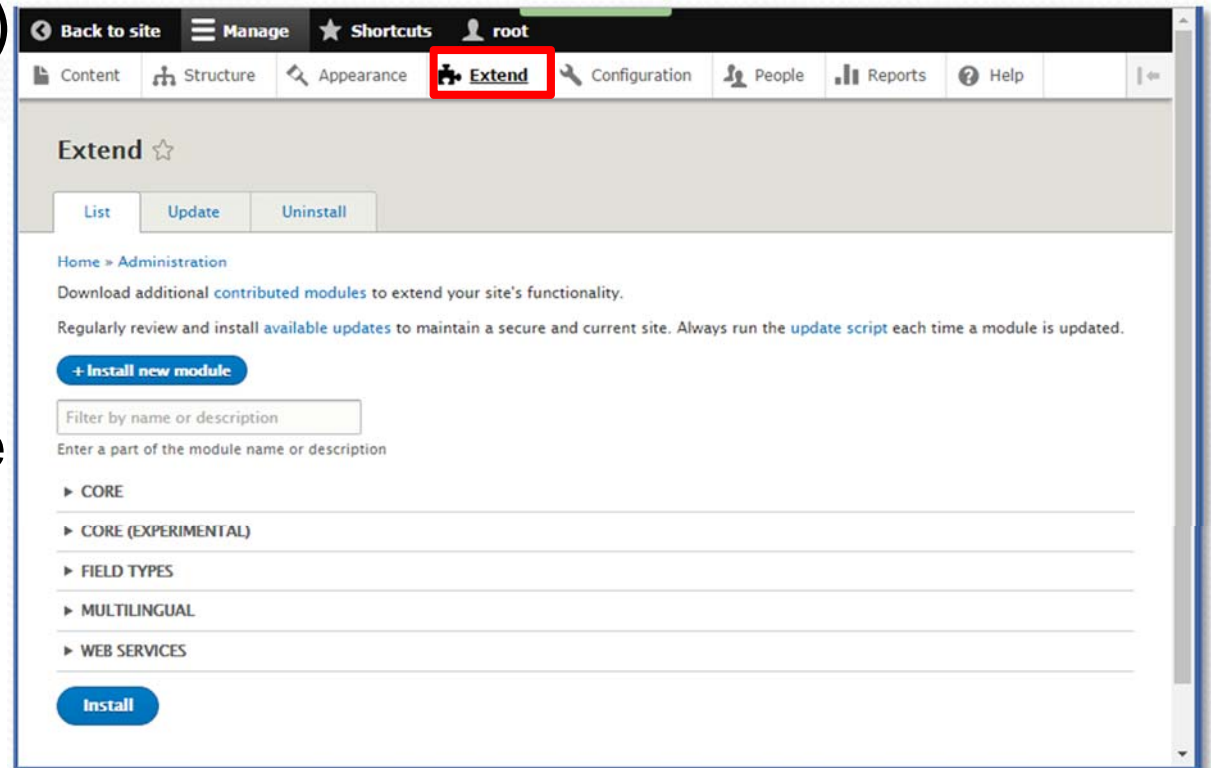 )
Back to site Manage Shortcuts root
Content Structure Appearance Extend Configuration People Reports Help
Extend
List Update Uninstall
Home » Administration
Download additional contributed modules to extend your site's functionality.
Regularly review and install available updates to maintain a secure and current site. Always run the update script each time a module is updated.
+ Install new module
Filter by name or description
e
Enter a part of the module name or description
► CORE
► CORE (EXPERIMENTAL)
► FIELD TYPES
► MULTILINGUAL
► WEB SERVICES
Install